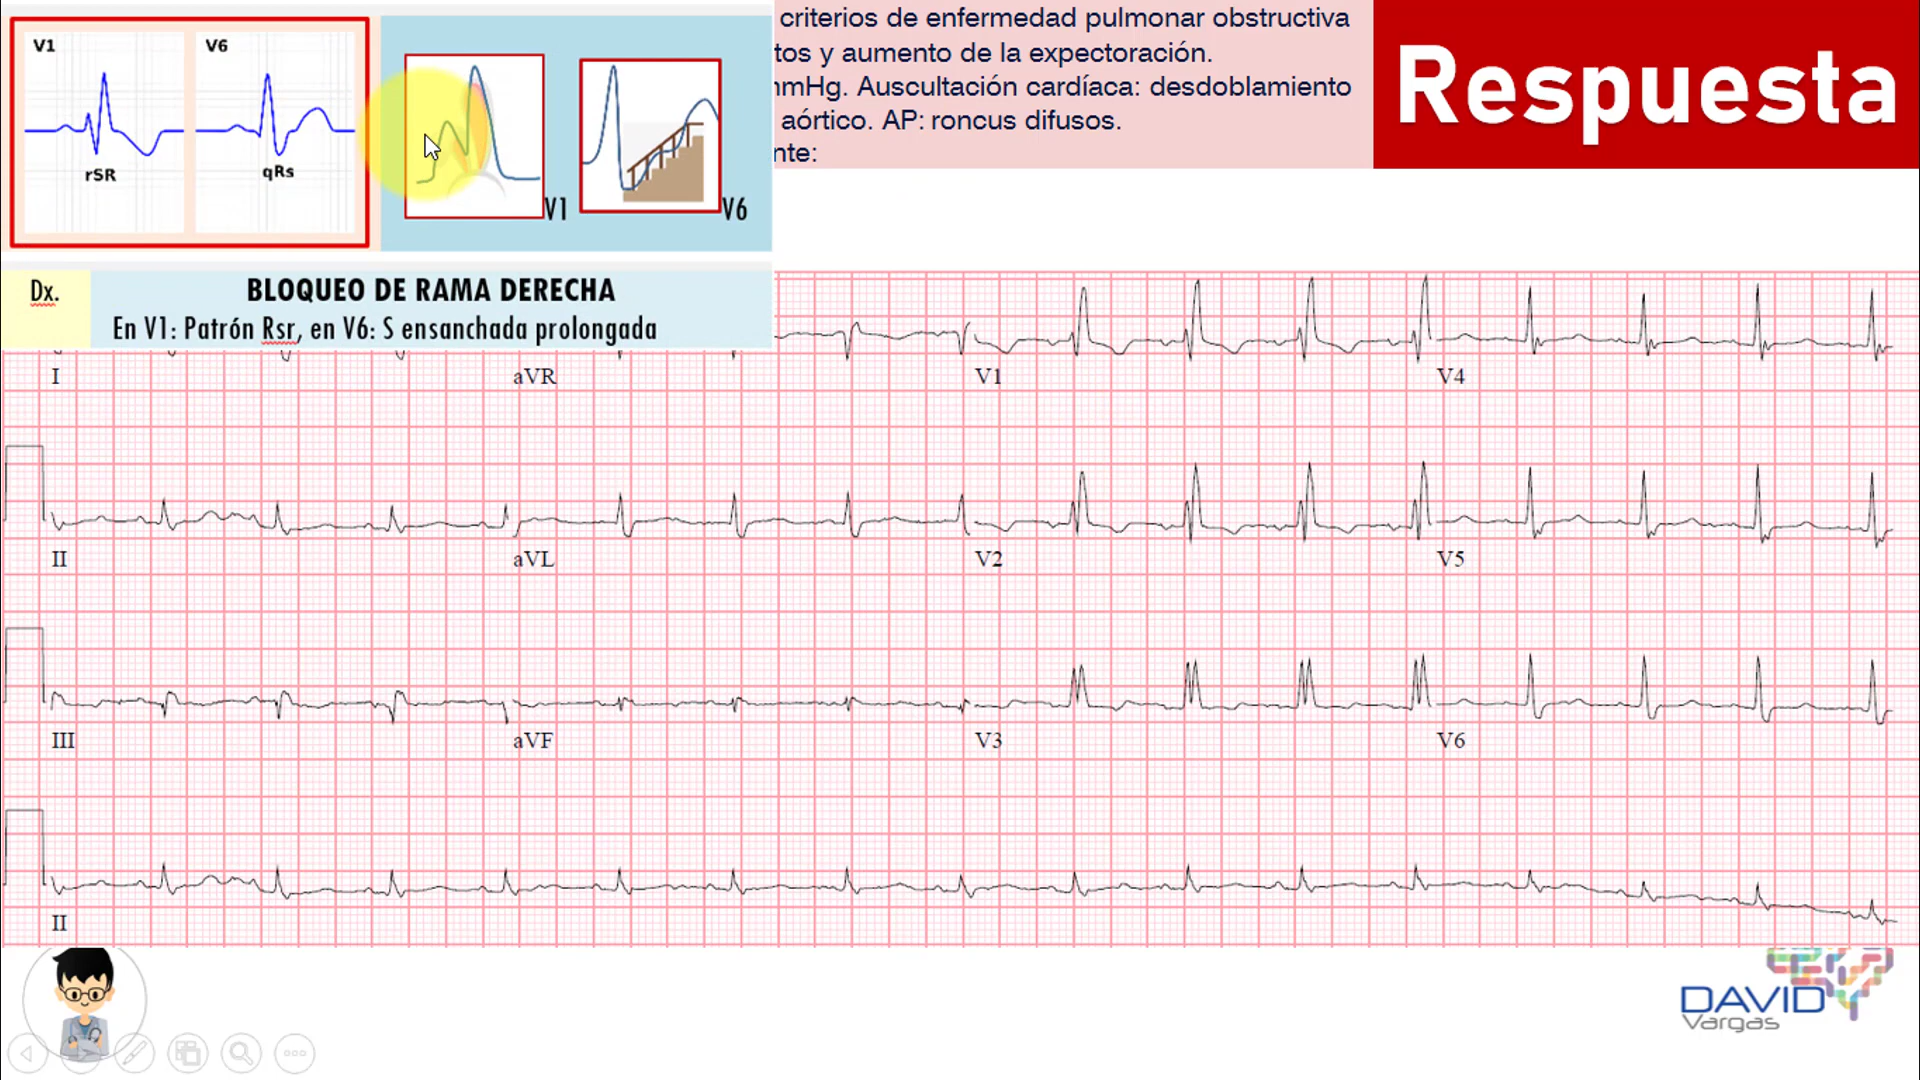 V1
V6
rSR
qRs
V1
V6
criterios de enfermedad pulmonar obstructiva
tos y aumento de la expectoración.
mmHg. Auscultación cardíaca: desdoblamiento
aórtico. AP: roncus difusos.
nte:
Respuesta
Dx.
BLOQUEO DE RAMA DERECHA
En V1: Patrón Rsr, en V6: S ensanchada prolongada
I
aVR
V1
V4
II
aVL
V2
V5
III
aVF
V3
V6
II
DAVID
Vargas